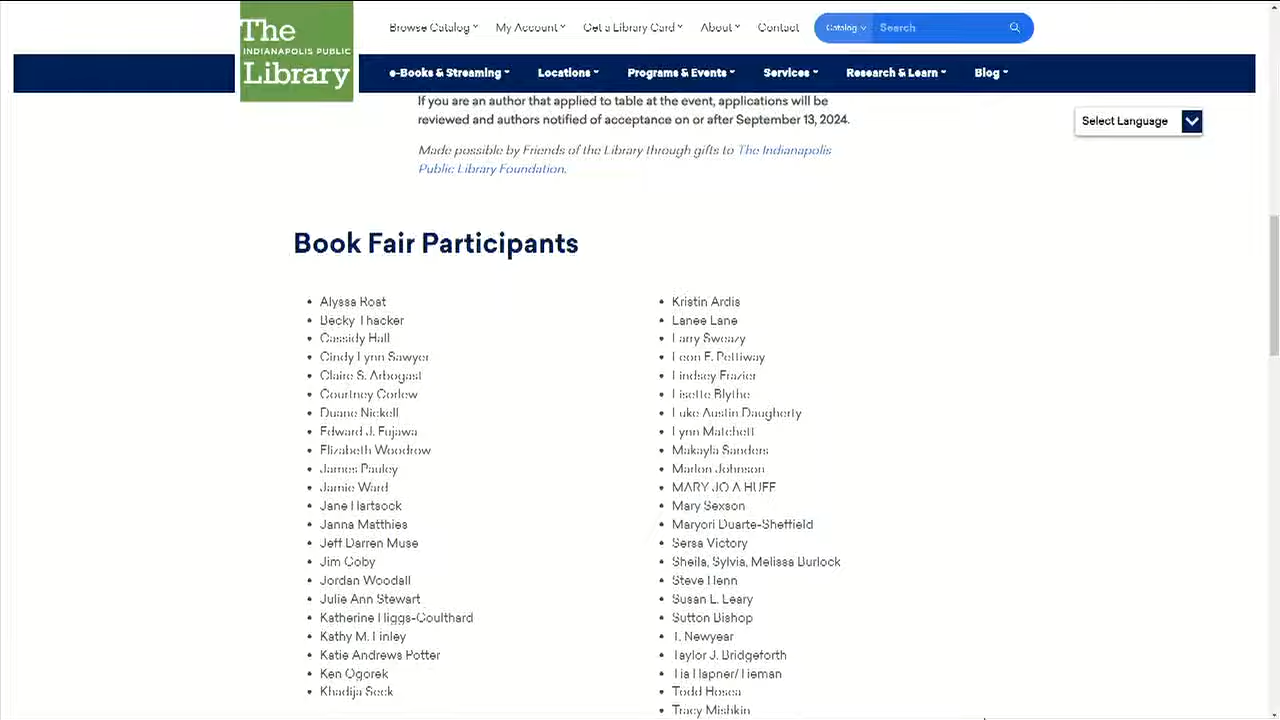 The
INDIANAPOLIS PUBLIC
Library
Browse Catalog
My Account
Get a Library Card
About
Contact
Catalog
Search
e-Books & Streaming
Locations
Programs & Events
Services
Research & Learn
Blog
Select Language
If you are an author that applied to table at the event, applications will be
reviewed and authors notified of acceptance on or after September 13, 2024.
Made possible by Friends of the Library through gifts to The Indianapolis
Public Library Foundation.
Book Fair Participants
Alyssa Roat
Becky Thacker
Cassidy Hall
Cindy Lynn Sawyer
Claire S. Arbogast
Courtney Corlew
Duane Nickell
Edward J. Fujawa
Elizabeth Woodrow
James Pauley
Jamie Ward
Jane Hartsock
Janna Matthies
Jeff Darren Muse
Jim Coby
Jordan Woodall
Julie Ann Stewart
Katherine Higgs-Coulthard
Kathy M. Finley
Katie Andrews Potter
Ken Ogorek
Khadija Seck
Kristin Ardis
Lanee Lane
Larry Sweazy
Leon E. Pettiway
Lindsey Frazier
Lisette Blythe
Luke Austin Daugherty
Lynn Matchett
Makayla Sanders
Marlon Johnson
MARY JO A HUFF
Mary Sexson
Maryori Duarte-Sheffield
Sersa Victory
Sheila, Sylvia, Melissa Burlock
Steve Henn
Susan L. Leary
Sutton Bishop
T. Newyear
Taylor J. Bridgeforth
Tia Hapner/
Todd Hosea
Tracy Mishkin